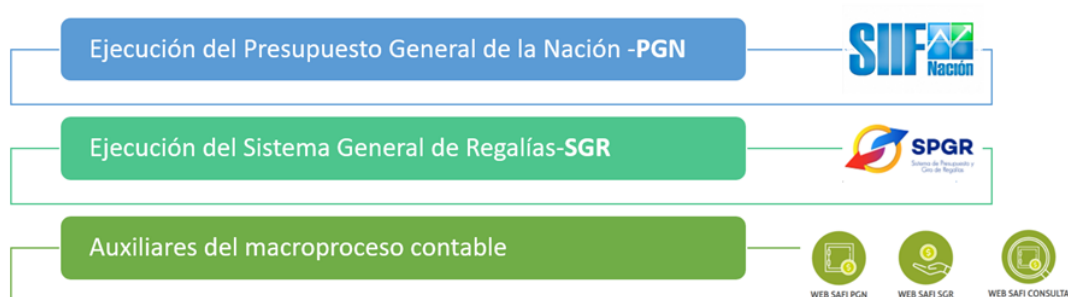 Ejecución del Presupuesto General de la Nación -PGN
SIIF
Nación
Ejecución del Sistema General de Regalías-SGR
SPGR
Sistema de Presupuesto y
Giro de Regalías
Auxiliares del macroproceso contable
WEB SAFI PGN
WEB SAFI SGR
WEB SAFI CONSULTA